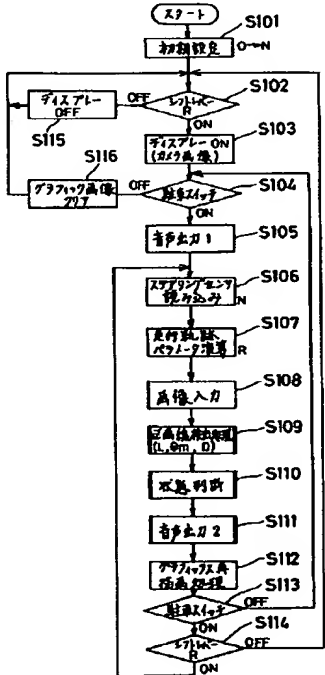 スタート
S101
初期設定 O→N
S102
シフトレバー R
OFF
ON
ディスプレー OFF
S115
S103
ディスプレー ON (カメラ画像)
S116
グラフィック画像 クリア
OFF
S104
駐車スイッチ
ON
S105
音声出力1
S106
ステアリングセンサ 読み込み N
S107
走行軌跡 パラメータ演算 R
S108
画像入力
S109
(L,θm,D)
S110
状態判断
S111
音声出力2
S112
グラフィックス再 描画処理
S113
駐車スイッチ
OFF
ON
S114
シフトレバー R
OFF
ON